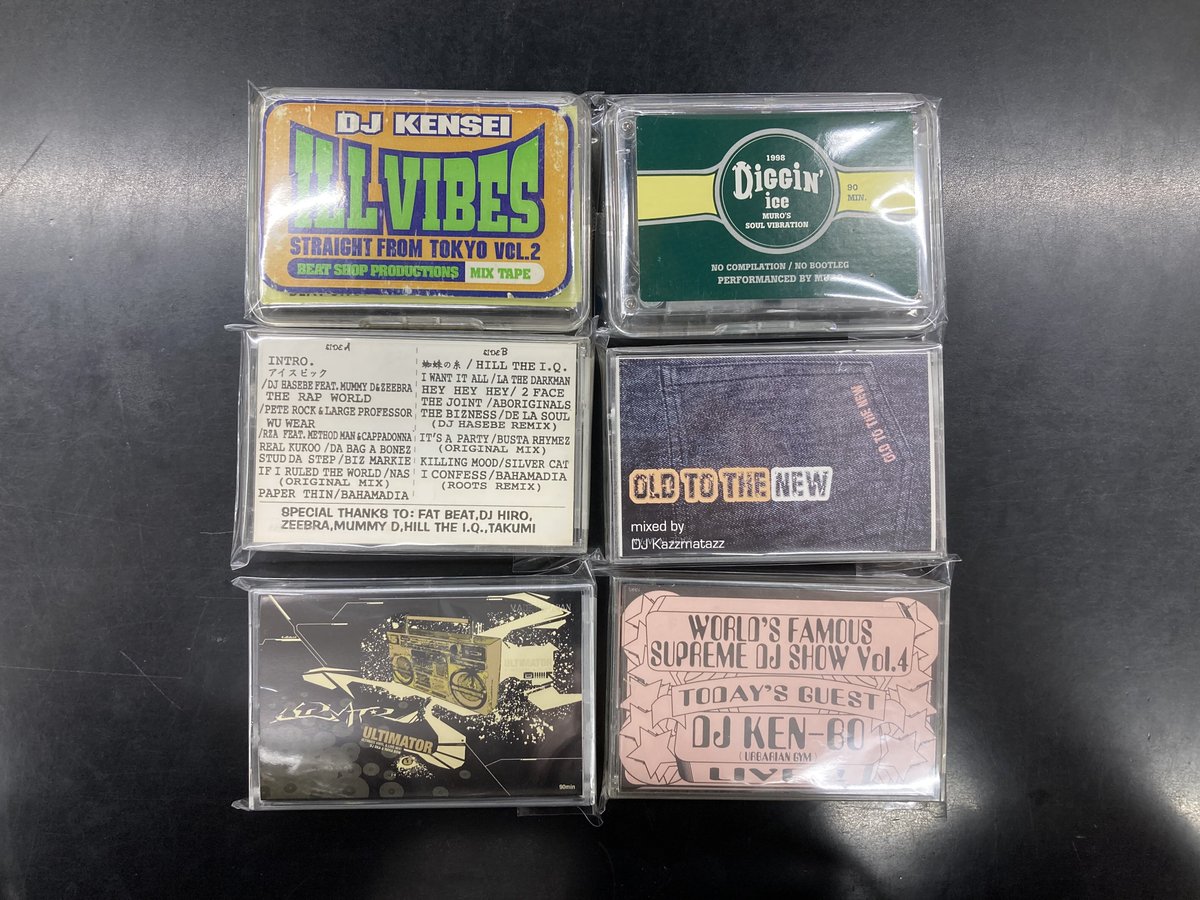 DJ KENSEI
ILL VIBES
STRAIGHT FROM TOKYO VOL.2
BEAT SHOP PRODUCTIONS MIX TAPE
1998
Diggin'
ice
MURO'S
SOUL VIBRATION
90
MIN.
NO COMPILATION / NO BOOTLEG
PERFORMANCED BY MURO
SIDE A
INTRO.
アイスピック
/DJ HASEBE FEAT. MUMMY D&ZEEBRA
THE RAP WORLD
/PETE ROCK & LARGE PROFESSOR
WU WEAR
/RZA FEAT. METHOD MAN & CAPPADONNA
REAL KUKOO/DA BAG A BONEZ
STUD DA STEP/BIZ MARKIE
IF I RULED THE WORLD/NAS
(ORIGINAL MIX)
PAPER THIN/BAHAMADIA
SIDE B
蜘蛛の糸/HILL THE I.Q.
I WANT IT ALL/LA THE DARKMAN
HEY HEY HEY/2 FACE
THE JOINT/ABORIGINALS
THE BIZNESS/DE LA SOUL
(DJ HASEBE REMIX)
IT'S A PARTY/BUSTA RHYMEZ
(ORIGINAL MIX)
KILLING MOOD/SILVER CAT
I CONFESS/BAHAMADIA
(ROOTS REMIX)
SPECIAL THANKS TO: FAT BEAT,DJ HIRO,
ZEEBRA,MUMMY D,HILL THE I.Q.,TAKUMI
OLD TO THE NEW
OLD TO THE NEW
mixed by
DJ Kazzmatazz
ULTIMATOR
90min
WORLD'S FAMOUS
SUPREME DJ SHOW Vol.4
TODAY'S GUEST
DJ KEN-BO
(URBARIAN GYM)